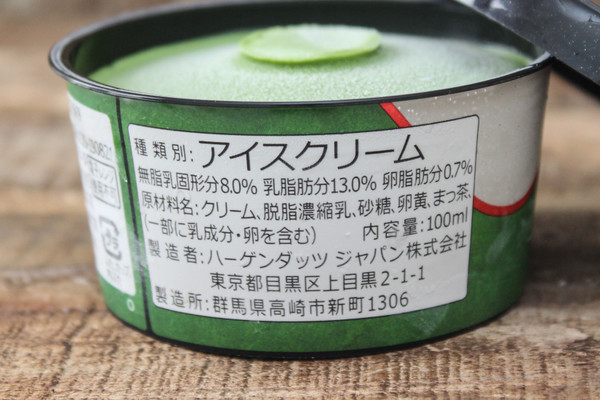 種類別:アイスクリーム
無脂乳固形分8.0% 乳脂肪分13.0% 卵脂肪分0.7%
原材料名:クリーム、脱脂濃縮乳、砂糖、卵黄、まっ茶、
(一部に乳成分・卵を含む) 内容量:100ml
製造者:ハーゲンダッツ ジャパン株式会社
東京都目黒区上目黒2-1-1
製造所:群馬県高崎市新町1306